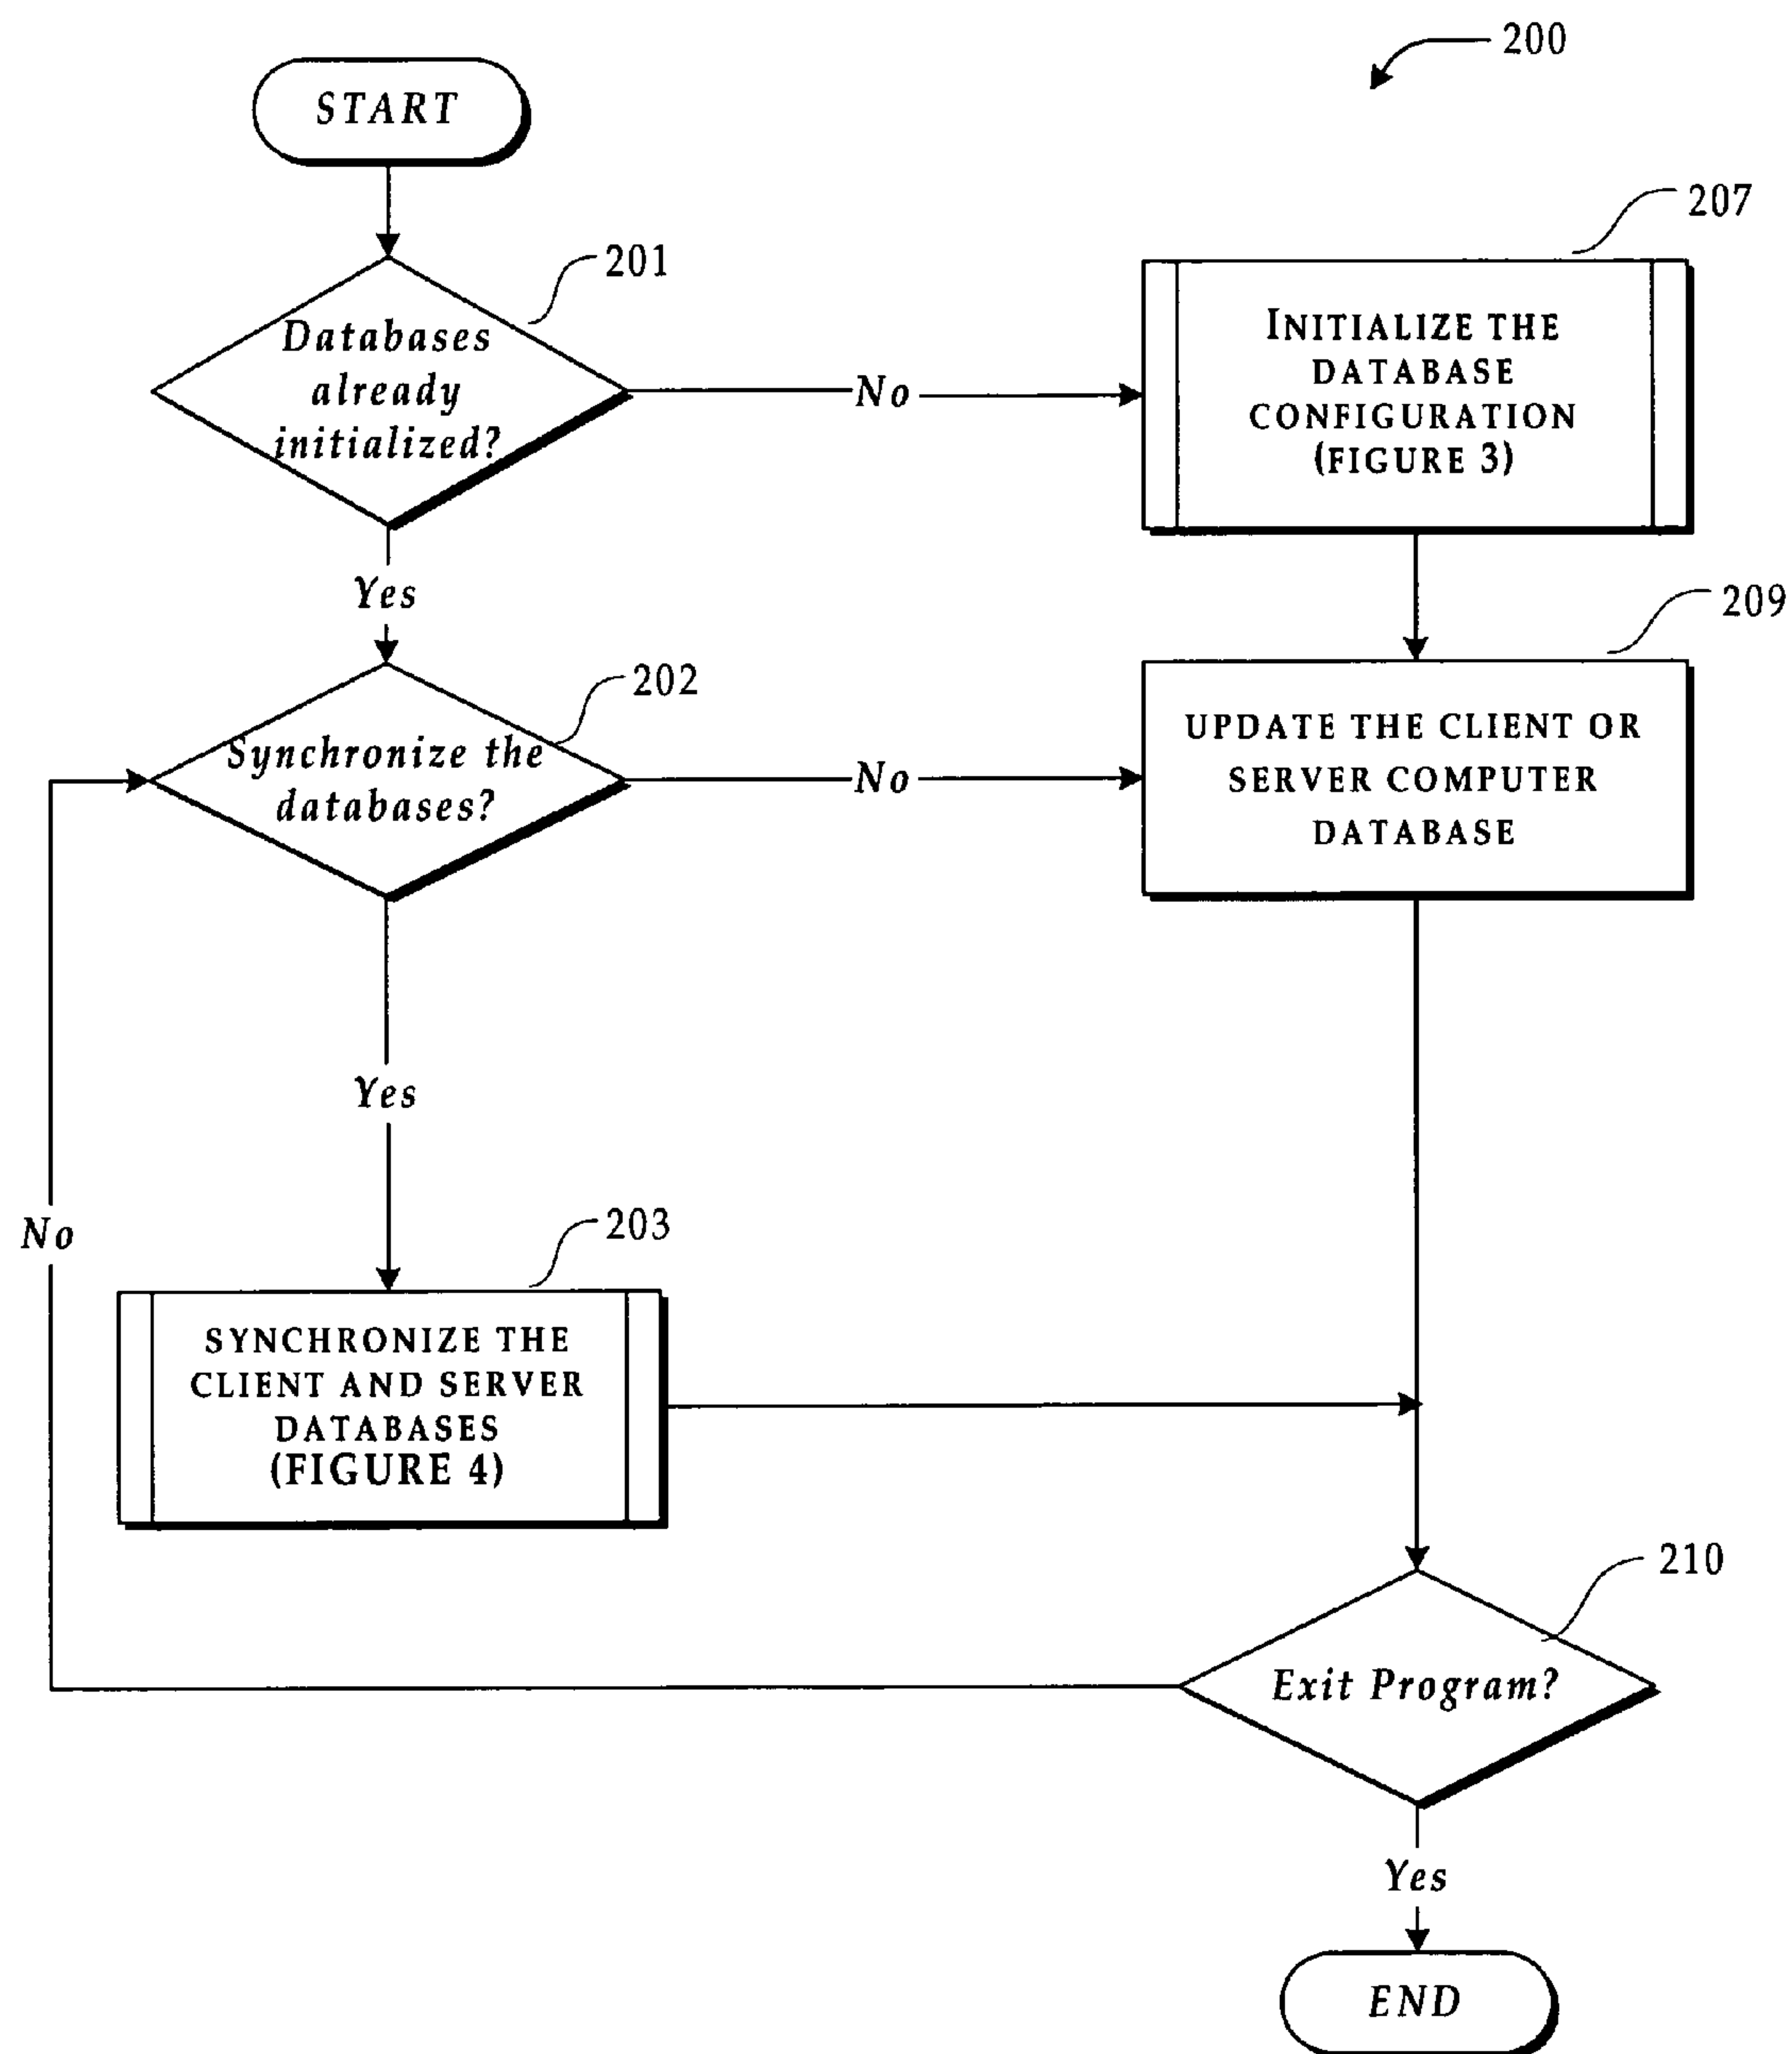 200
START
207
201
Databases
already
initialized?
No
INITIALIZE THE
DATABASE
CONFIGURATION
(FIGURE 3)
Yes
209
202
Synchronize the
databases?
No
UPDATE THE CLIENT OR
SERVER COMPUTER
DATABASE
Yes
No
203
SYNCHRONIZE THE
CLIENT AND SERVER
DATABASES
(FIGURE 4)
210
Exit Program?
Yes
END